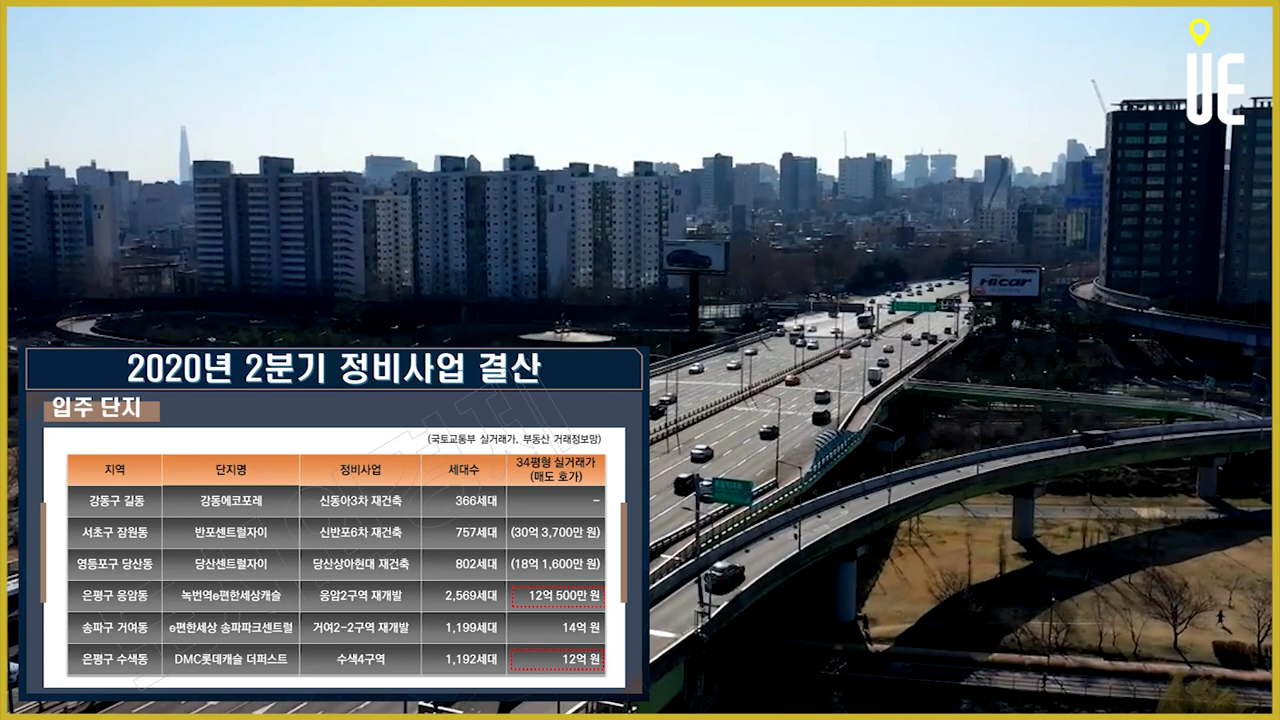 UE
Hicar
2020년 2분기 정비사업 결산
입주 단지
(국토교통부 실거래가, 부동산 거래정보망)
지역 단지명 정비사업 세대수 34평형 실거래가
(매도 호가)
강동구 길동 강동에코포레 신동아3차 재건축 366세대 –
서초구 잠원동 반포센트럴자이 신반포6차 재건축 757세대 (30억 3,700만 원)
영등포구 당산동 당산센트럴자이 당산상아현대 재건축 802세대 (18억 1,600만 원)
은평구 응암동 녹번역e편한세상캐슬 응암2구역 재개발 2,569세대 12억 500만 원
송파구 거여동 e편한세상 송파파크센트럴 거여2-2구역 재개발 1,199세대 14억 원
은평구 수색동 DMC롯데캐슬 더퍼스트 수색4구역 1,192세대 12억 원